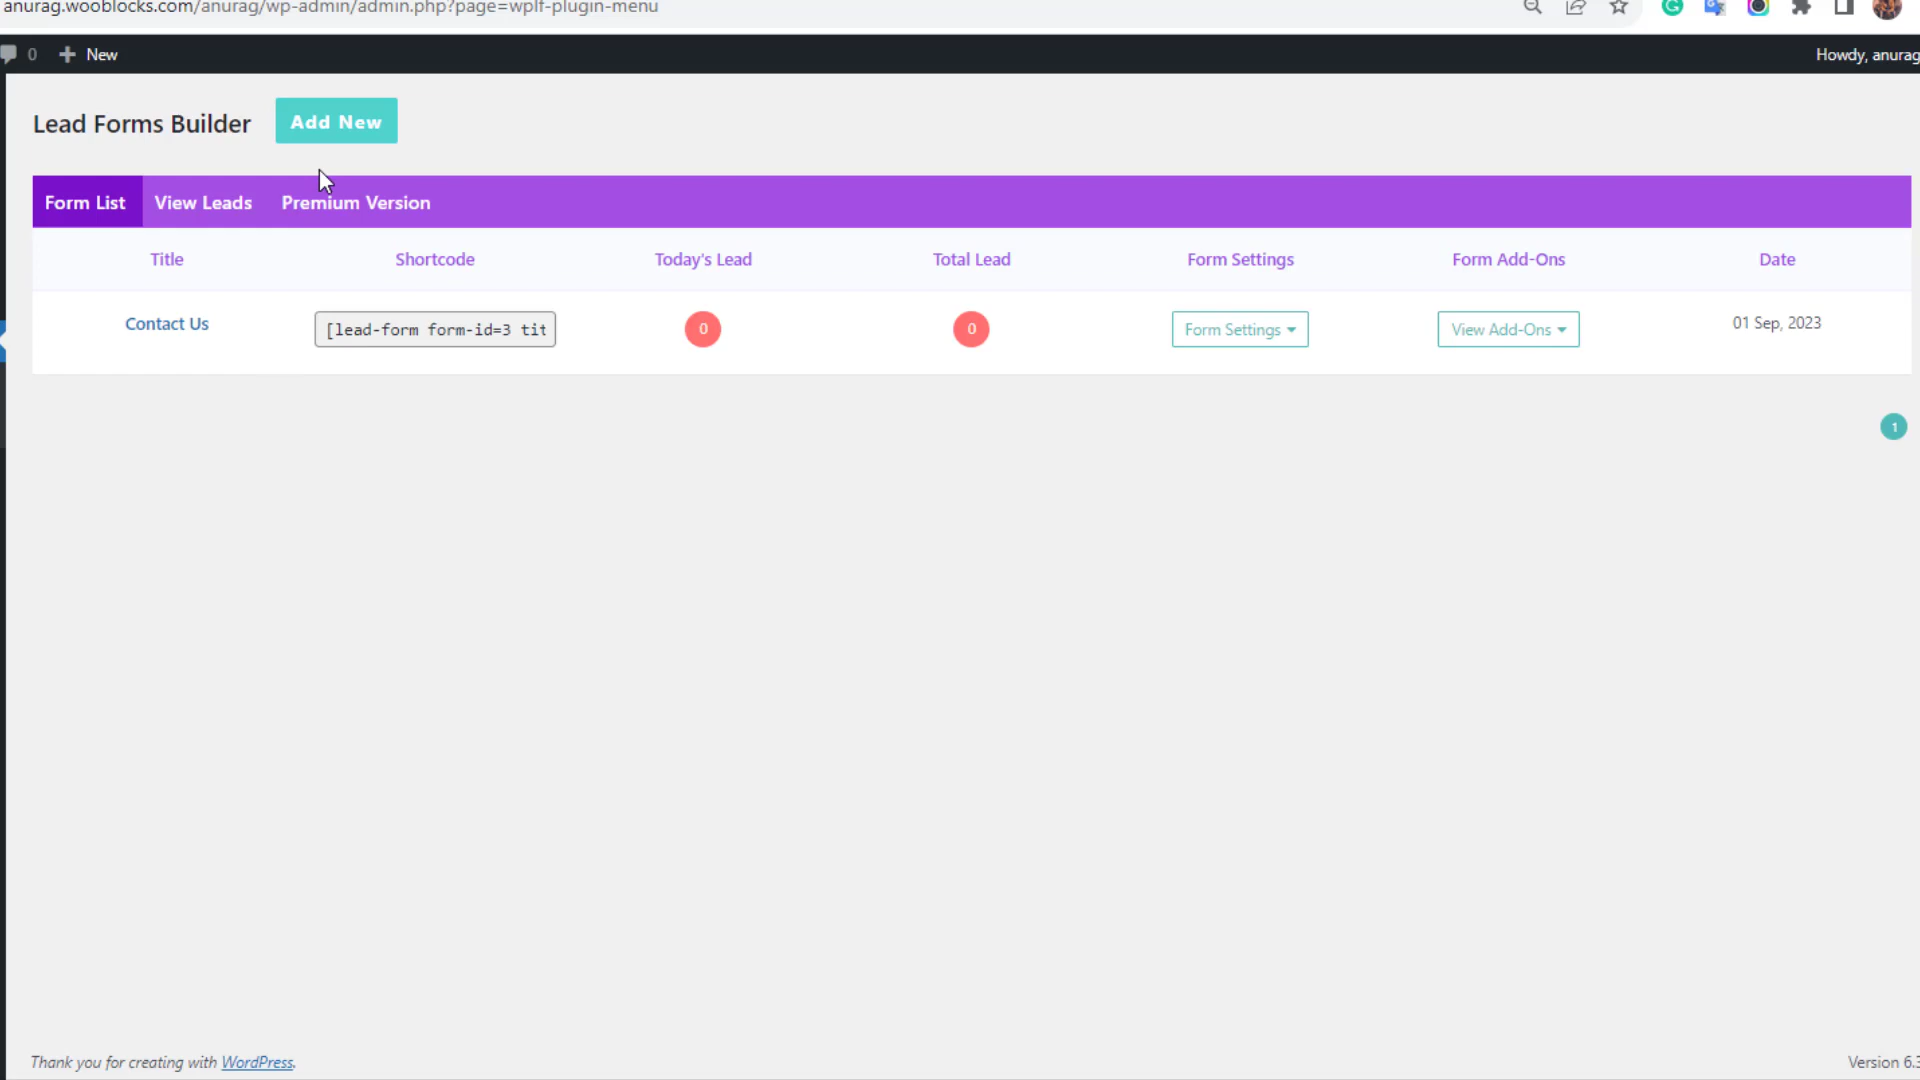 anurag.wooblocks.com/anurag/wp-admin/admin.php?page=wplf-plugin-menu
0 New Howdy, anurag
Lead Forms Builder Add New
Form List View Leads Premium Version
Title Shortcode Today's Lead Total Lead Form Settings Form Add-Ons Date
Contact Us [lead-form form-id=3 tit 0 0 Form Settings View Add-Ons 01 Sep, 2023
1
Thank you for creating with WordPress. Version 6.3